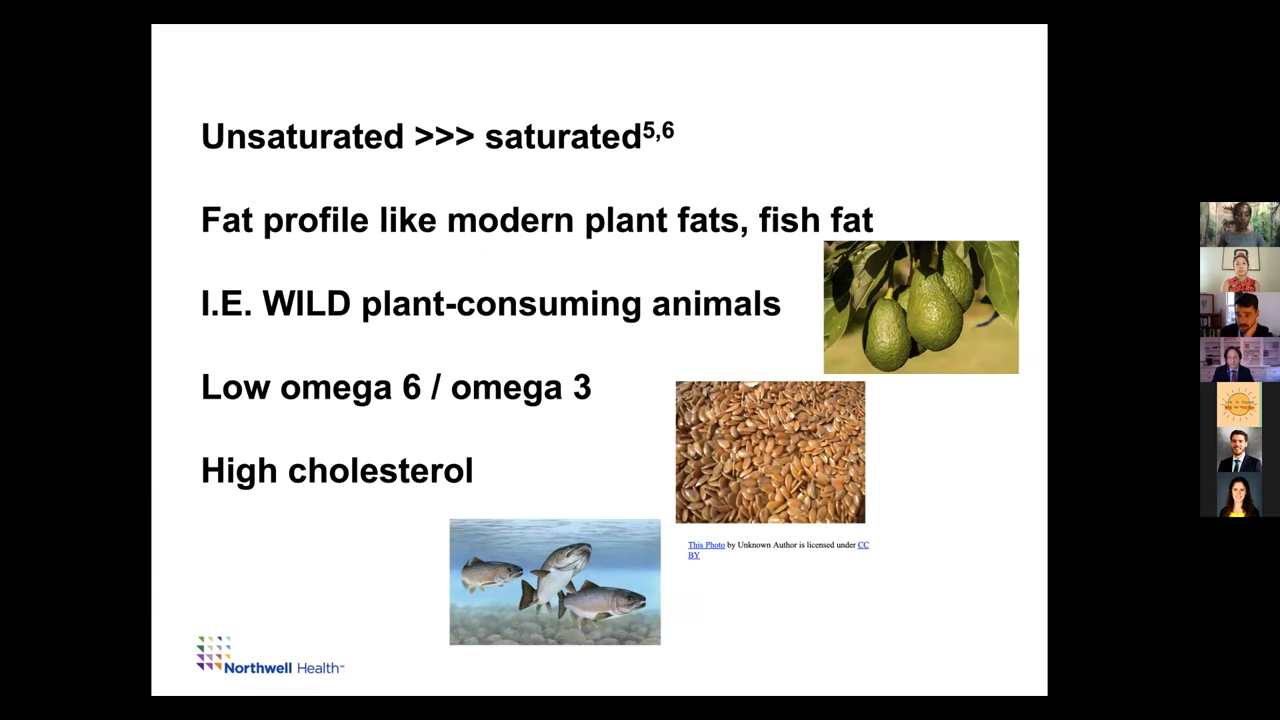 Unsaturated >>> saturated5,6
Fat profile like modern plant fats, fish fat
I.E. WILD plant-consuming animals
Low omega 6 / omega 3
High cholesterol
This Photo by Unknown Author is licensed under CC
BY
Northwell Health